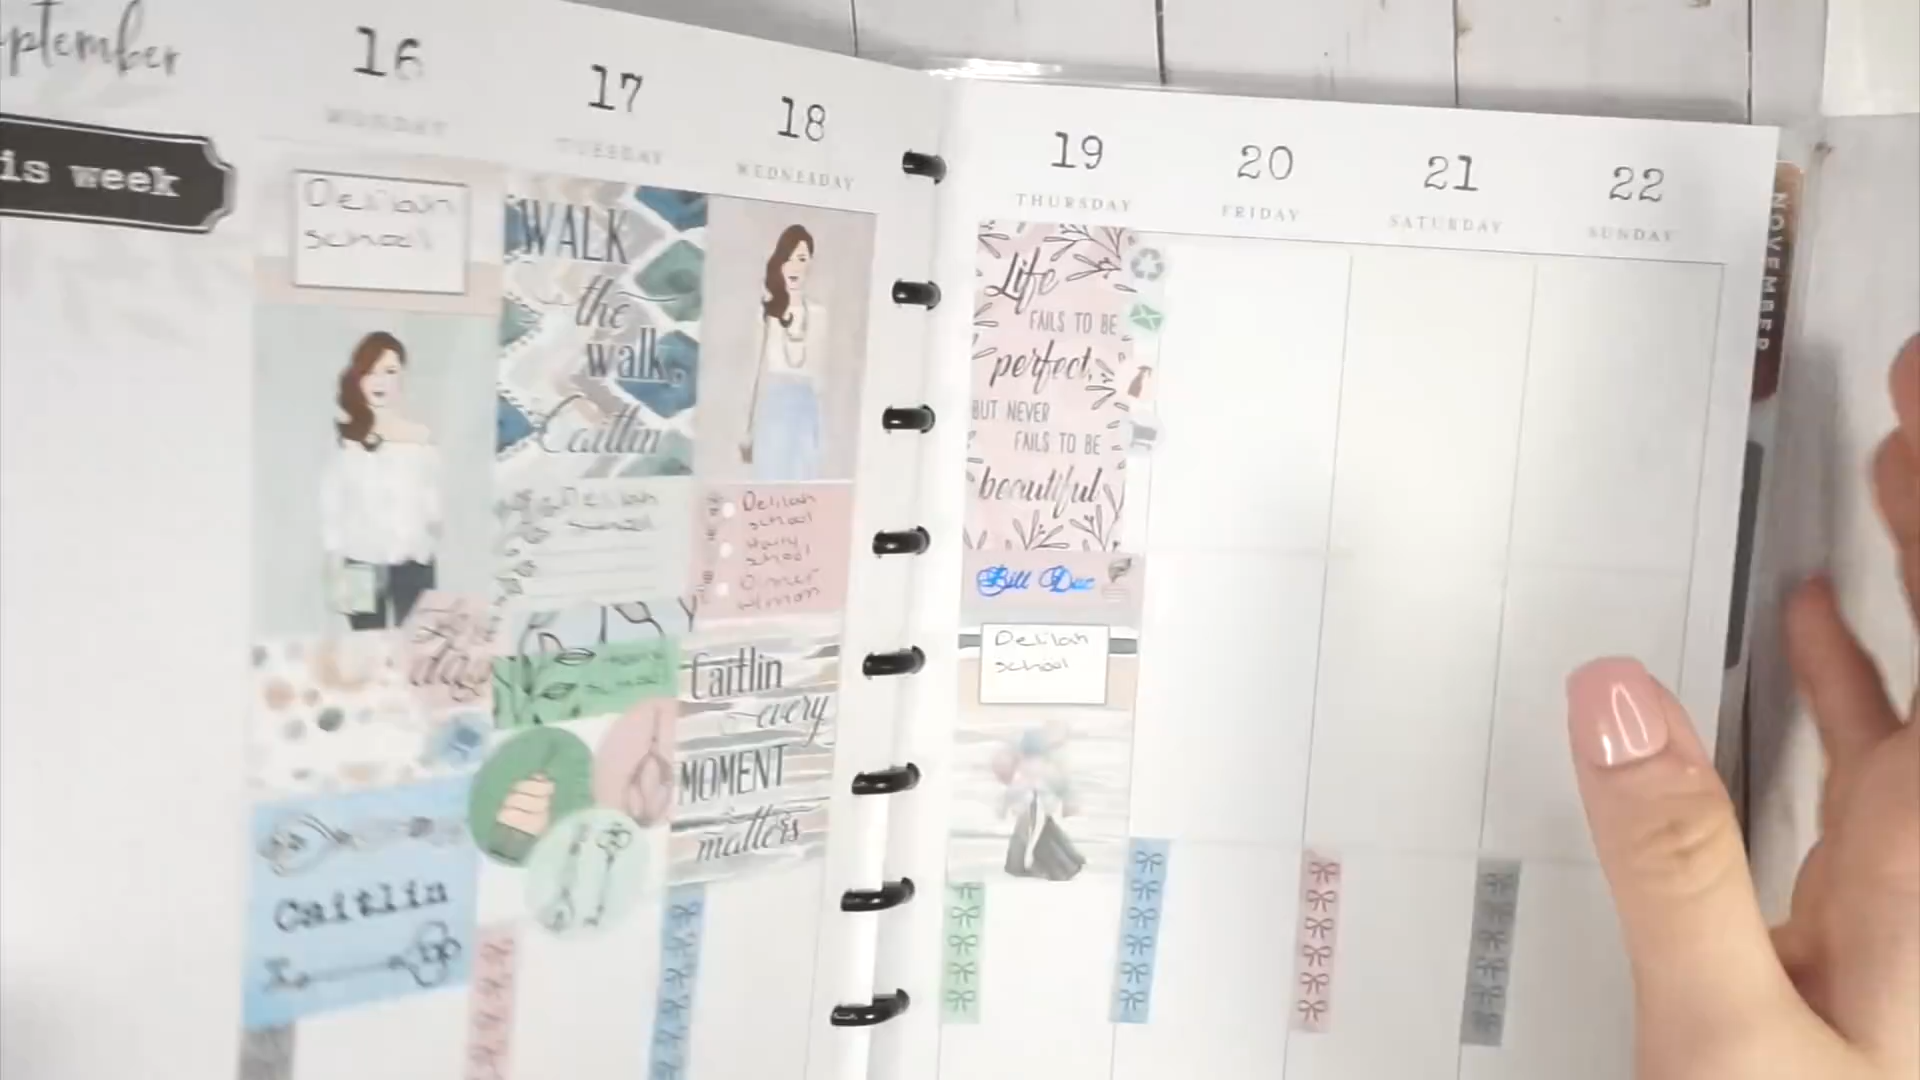 ptember
is week
16
MONDAY
Delilah
school
Caitlin
17
TUESDAY
WALK
the
walk,
Caitlin
Delilah
school
school
18
WEDNESDAY
Delilah
school
school
Dinner
Caitlin
every
MOMENT
matters
19
THURSDAY
Life
FAILS TO BE
perfect,
BUT NEVER
FAILS TO BE
beautiful
Bill Due
Delilah
school
20
FRIDAY
21
SATURDAY
22
SUNDAY
NOVEMBER